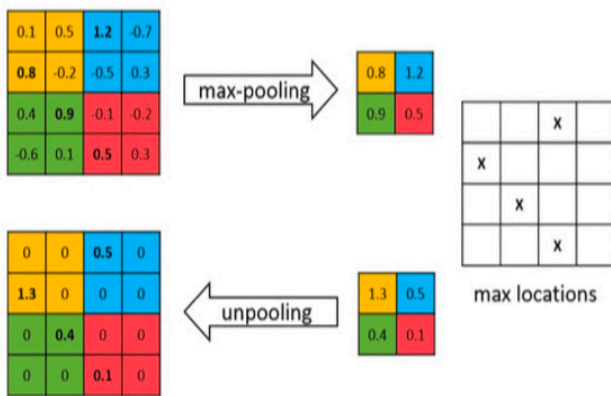 0.1 0.5 1.2 -0.7
0.8 -0.2 -0.5 0.3
0.4 0.9 -0.1 -0.2
-0.6 0.1 0.5 0.3
max-pooling
0.8 1.2
0.9 0.5
x
x
x
x
max locations
0 0 0.5 0
1.3 0 0 0
0 0.4 0 0
0 0 0.1 0
unpooling
1.3 0.5
0.4 0.1